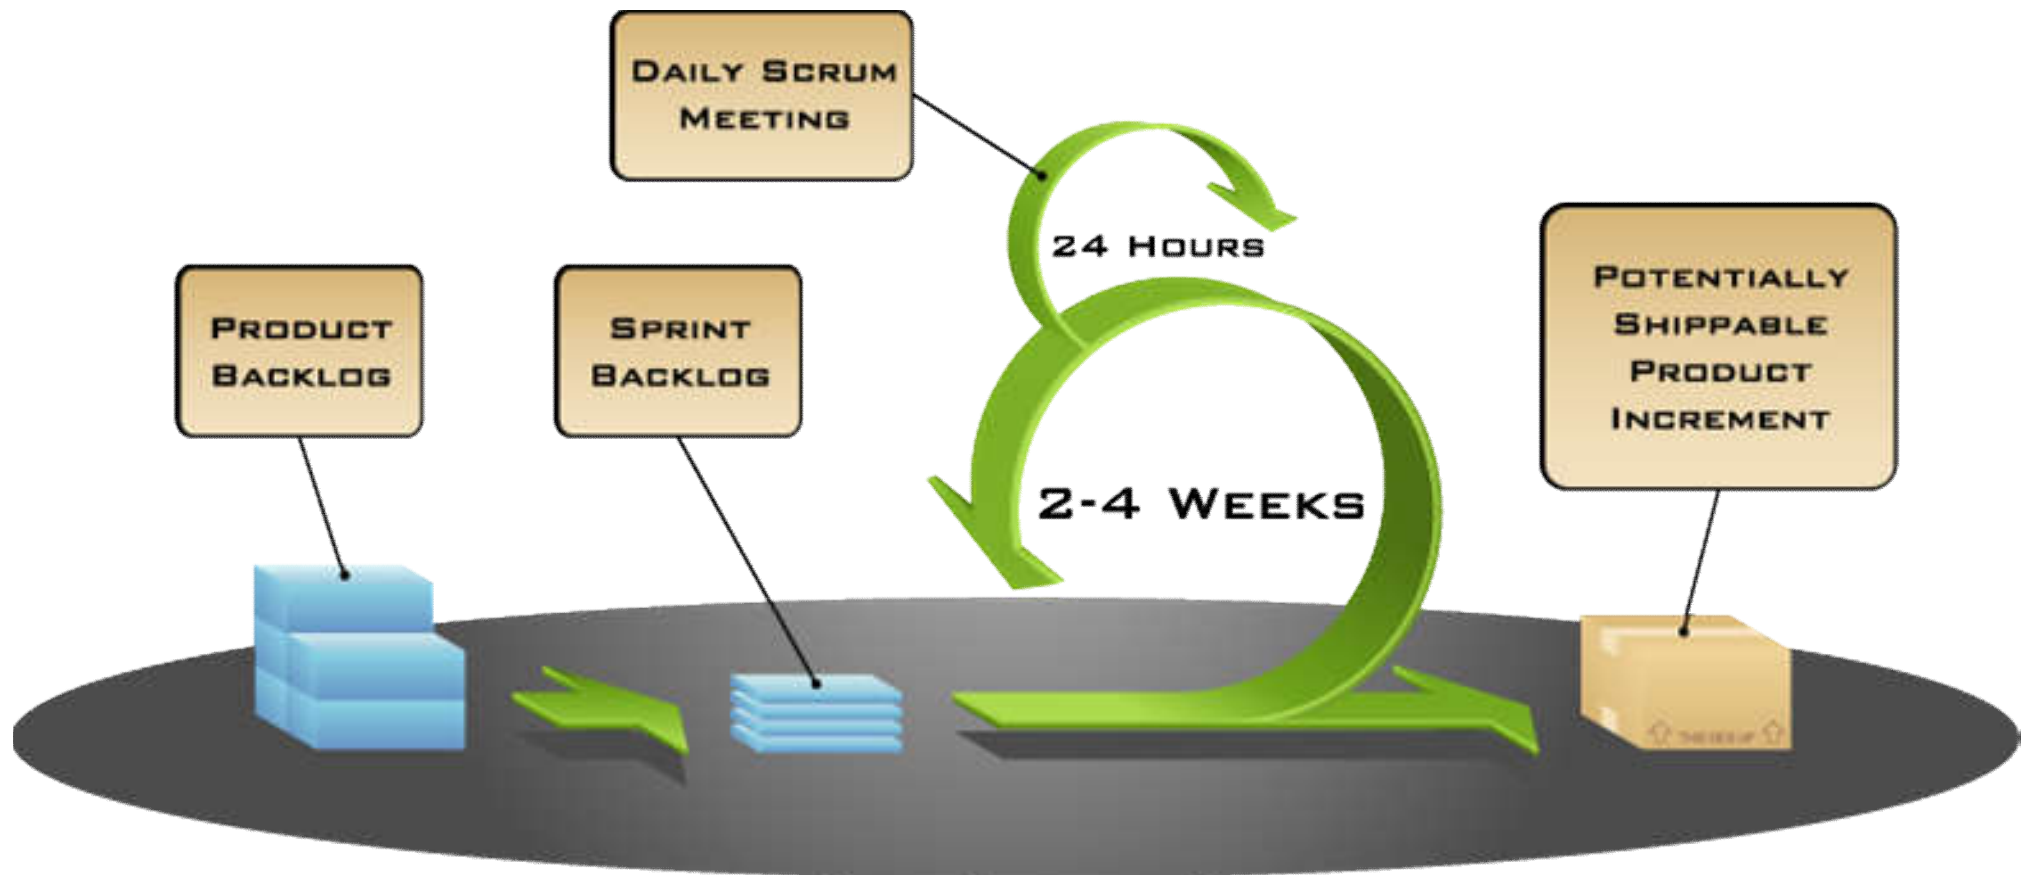 DAILY SCRUM
MEETING
24 HOURS
PRODUCT
BACKLOG
SPRINT
BACKLOG
2-4 WEEKS
POTENTIALLY
SHIPPABLE
PRODUCT
INCREMENT